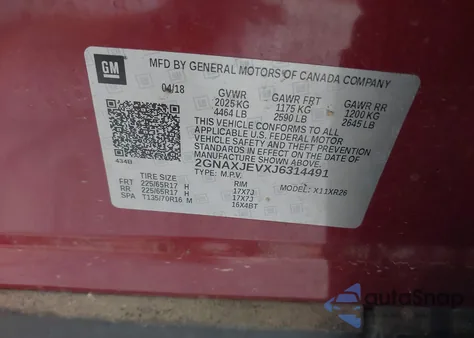 GM
MFD BY GENERAL MOTORS OF CANADA COMPANY
04/18 GVWR GAWR FRT GAWR RR
2025 KG 1175 KG 1200 KG
4464 LB 2590 LB 2645 LB
THIS VEHICLE CONFORMS TO ALL
APPLICABLE U.S. FEDERAL MOTOR
VEHICLE SAFETY, BUMPER, AND THEFT PREVENTION
STANDARDS IN EFFECT ON THE DATE OF
MANUFACTURE SHOWN ABOVE.
2GNAXJEVXJ6314491
434B TYPE: M.P.V. MODEL: X11XR26
TIRE SIZE RIM
FRT 225/65R17 H 17X7J
RR 225/65R17 H 17X7J
SPA T135/70R16 M 16X4BT
autoSnap